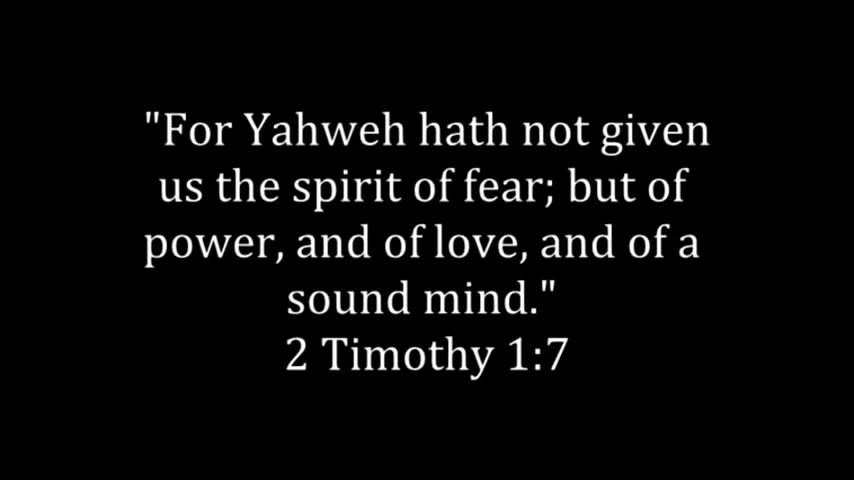 "For Yahweh hath not given
us the spirit of fear; but of
power, and of love, and of a
sound mind."
2 Timothy 1:7